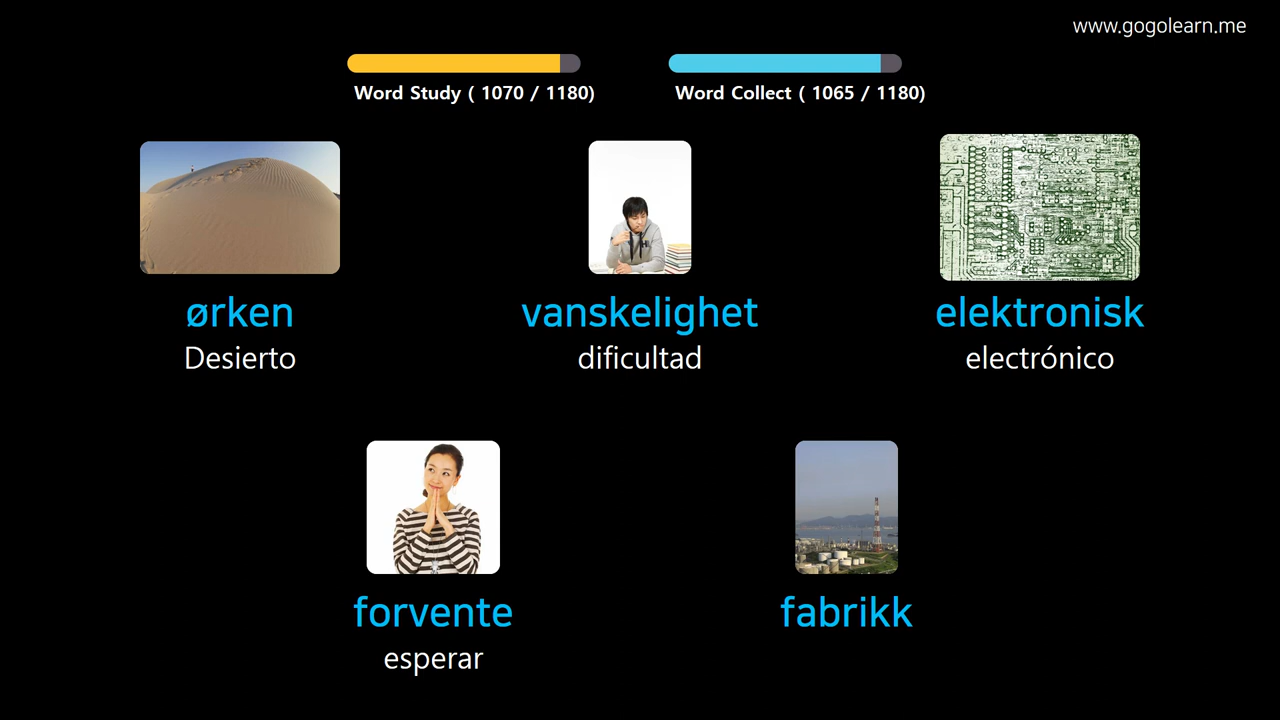 www.gogolearn.me
Word Study ( 1070 / 1180)
Word Collect ( 1065 / 1180)
ørken
Desierto
vanskelighet
dificultad
elektronisk
electrónico
forvente
esperar
fabrikk